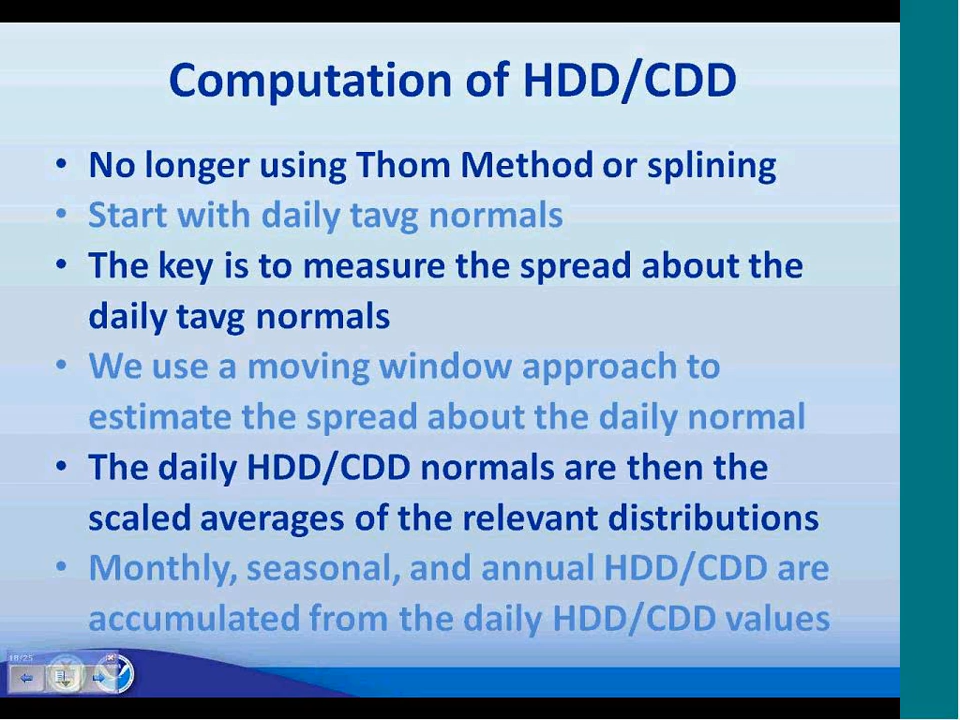 Computation of HDD/CDD
• No longer using Thom Method or splining
• Start with daily tavg normals
• The key is to measure the spread about the
daily tavg normals
• We use a moving window approach to
estimate the spread about the daily normal
• The daily HDD/CDD normals are then the
scaled averages of the relevant distributions
• Monthly, seasonal, and annual HDD/CDD are
accumulated from the daily HDD/CDD values
18/25